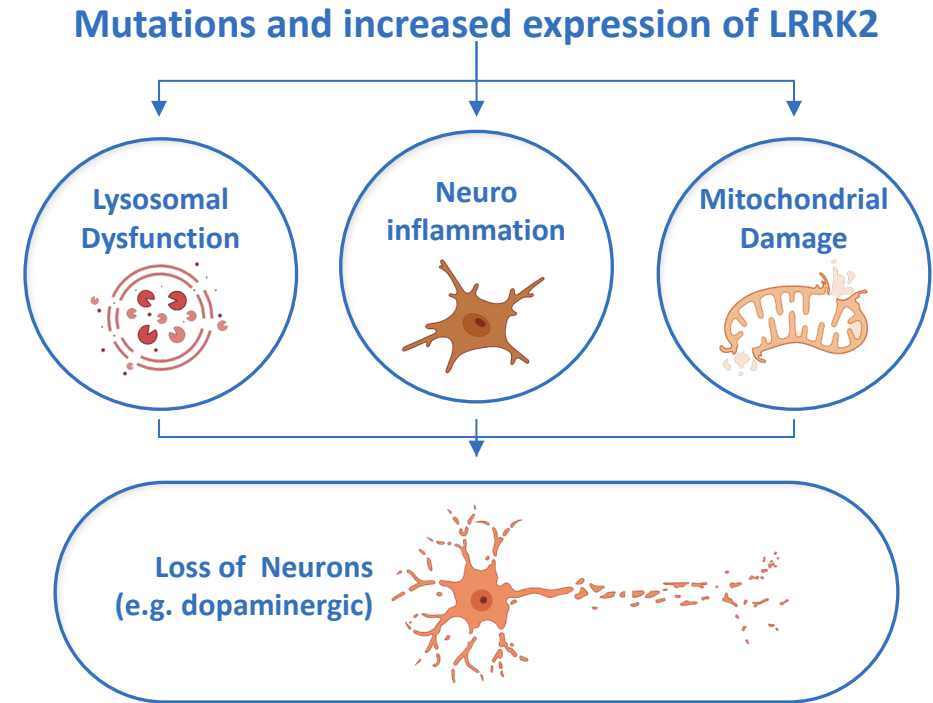 Mutations and increased expression of LRRK2
Lysosomal
Dysfunction
Neuro
inflammation
Mitochondrial
Damage
Loss of  Neurons
(e.g. dopaminergic)